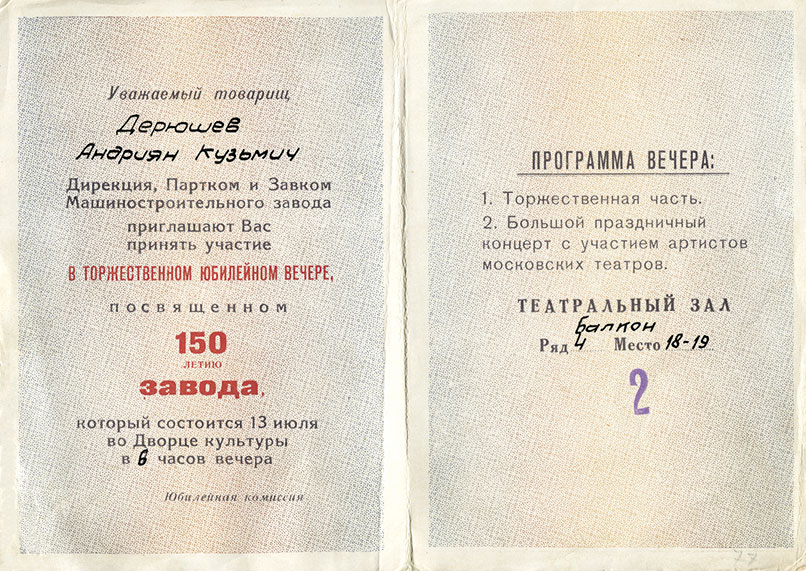 Уважаемый товарищ
Дерюшев
Андриян Кузьмич
Дирекция, Партком и Завком
Машиностроительного завода
приглашают Вас
принять участие
В ТОРЖЕСТВЕННОМ ЮБИЛЕЙНОМ ВЕЧЕРЕ,
посвященном
150
ЛЕТИЮ
завода,
который состоится 13 июля
во Дворце культуры
в 6 часов вечера
Юбилейная комиссия
ПРОГРАММА ВЕЧЕРА:
1. Торжественная часть.
2. Большой праздничный
концерт с участием артистов
московских театров.
ТЕАТРАЛЬНЫЙ ЗАЛ
Балкон
Ряд 4 Место 18-19
2